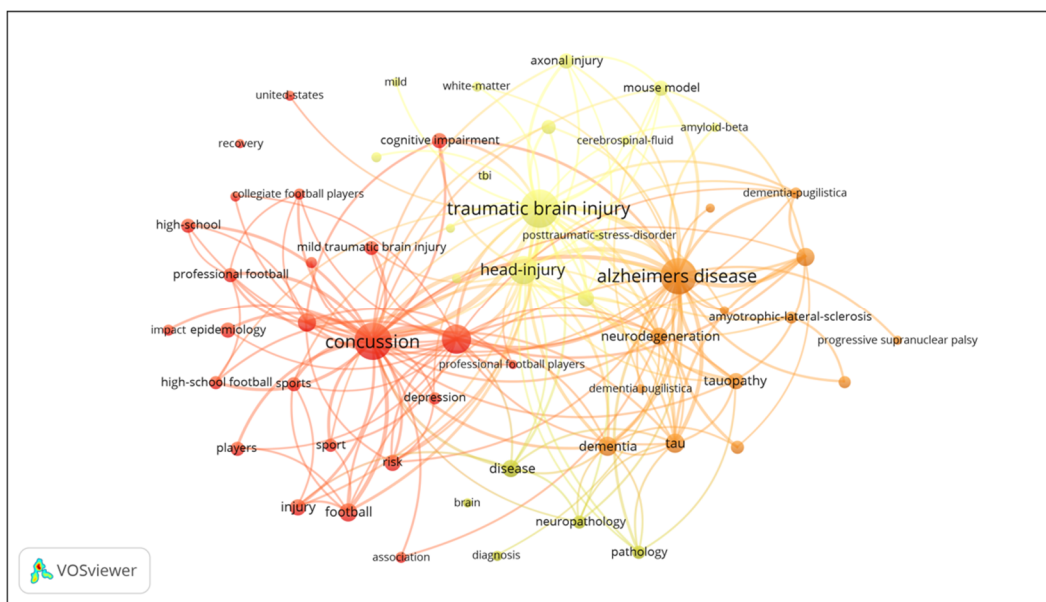 axonal injury
mild
white-matter
mouse model
united-states
amyloid-beta
recovery
cognitive impairment
cerebrospinal-fluid
tbi
collegiate football players
dementia-pugilistica
traumatic brain injury
high-school
posttraumatic-stress-disorder
mild traumatic brain injury
professional football
head-injury
alzheimers disease
amyotrophic-lateral-sclerosis
impact
epidemiology
neurodegeneration
progressive supranuclear palsy
concussion
professional football players
high-school football
sports
tauopathy
dementia pugilistica
depression
players
sport
dementia
tau
risk
disease
injury
football
brain
neuropathology
association
diagnosis
pathology
VOSviewer